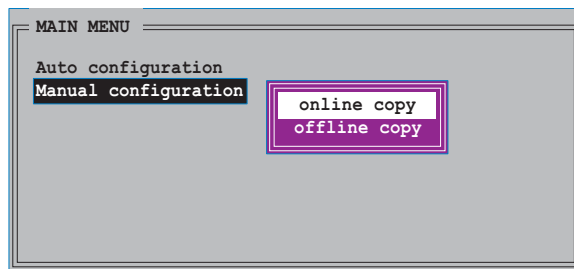 MAIN MENU
Auto configuration
Manual configuration
online copy
offline copy